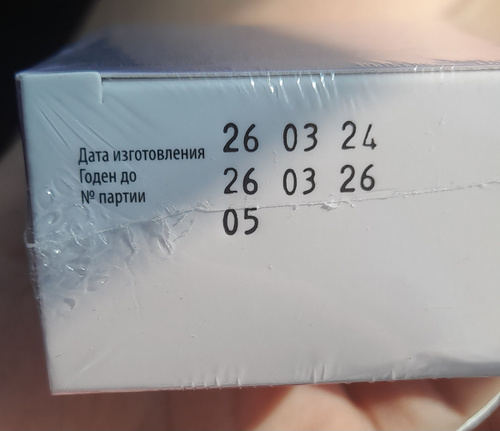 Дата изготовления 26 03 24
Годен до 26 03 26
№ партии 05